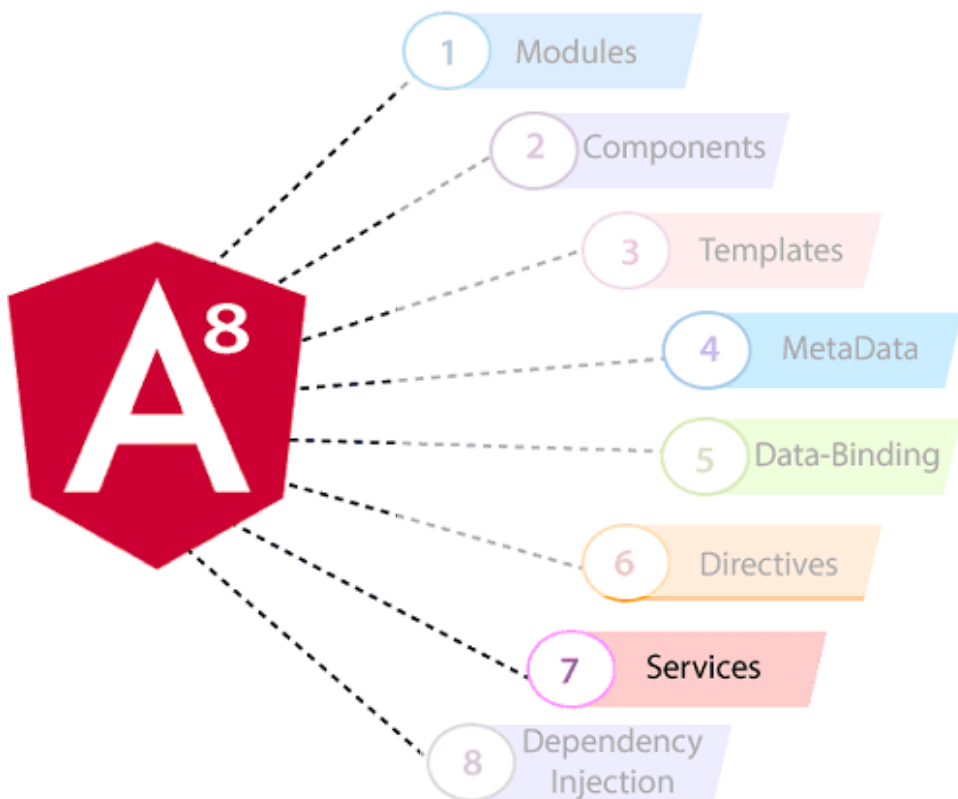 A 8
1 Modules
2 Components
3 Templates
4 MetaData
5 Data-Binding
6 Directives
7 Services
8 Dependency
Injection